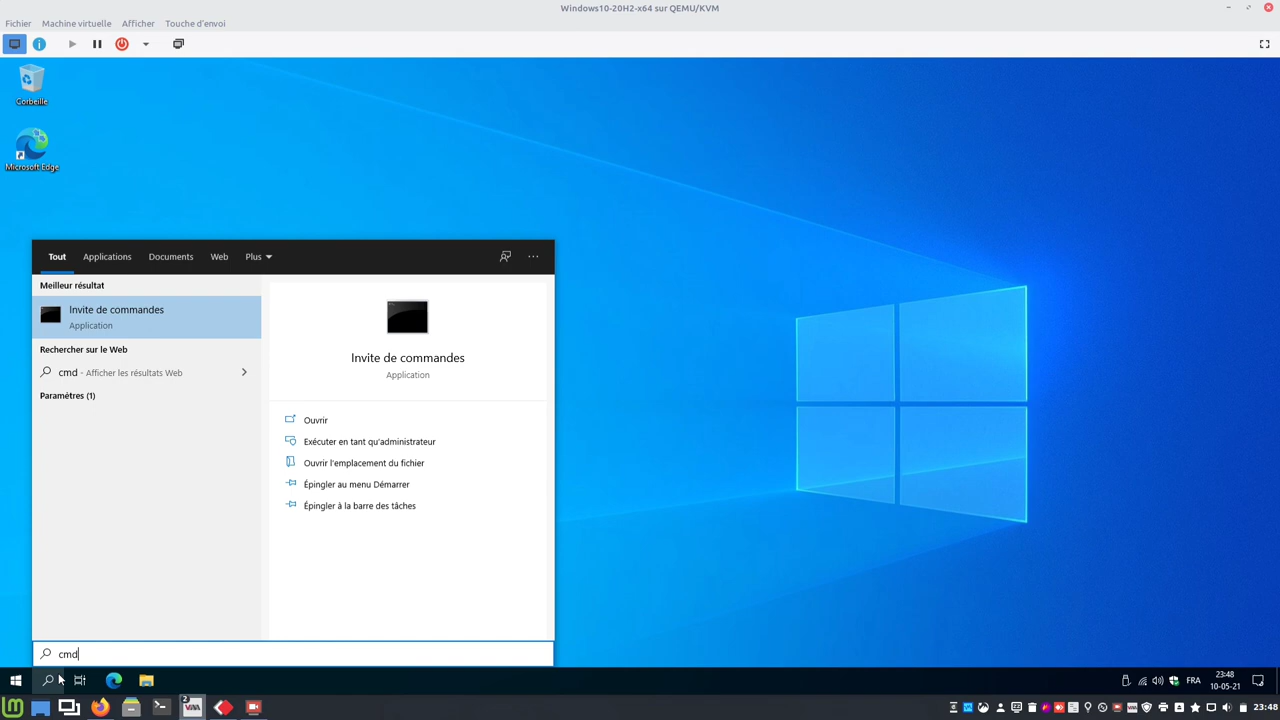 Windows10-20H2-x64 sur QEMU/KVM
Fichier Machine virtuelle Afficher Touche d'envoi
Corbeille
Microsoft Edge
Tout Applications Documents Web Plus
Meilleur résultat
Invite de commandes
Application
Rechercher sur le Web
cmd - Afficher les résultats Web
Paramètres (1)
Invite de commandes
Application
Ouvrir
Exécuter en tant qu'administrateur
Ouvrir l'emplacement du fichier
Épingler au menu Démarrer
Épingler à la barre des tâches
cmd
FRA
23:48
10-05-21
2
23:48